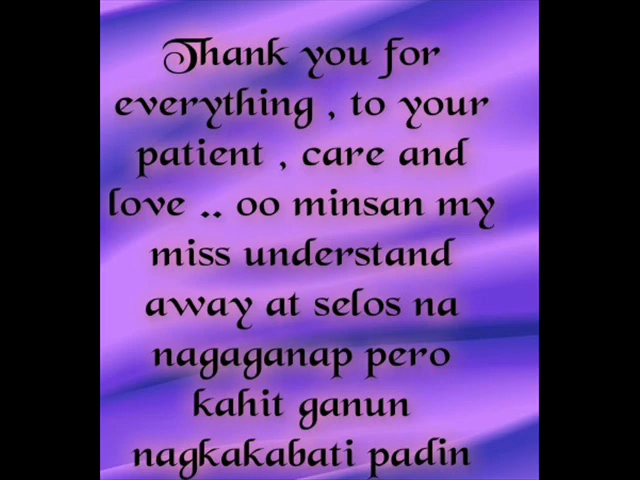 Thank you for
everything , to your
patient , care and
love .. oo minsan my
miss understand
away at selos na
nagaganap pero
kahit ganun
nagkakabati padin